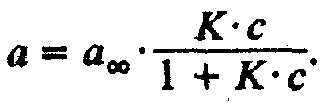 a = a∞ · K · c / 1 + K · c.